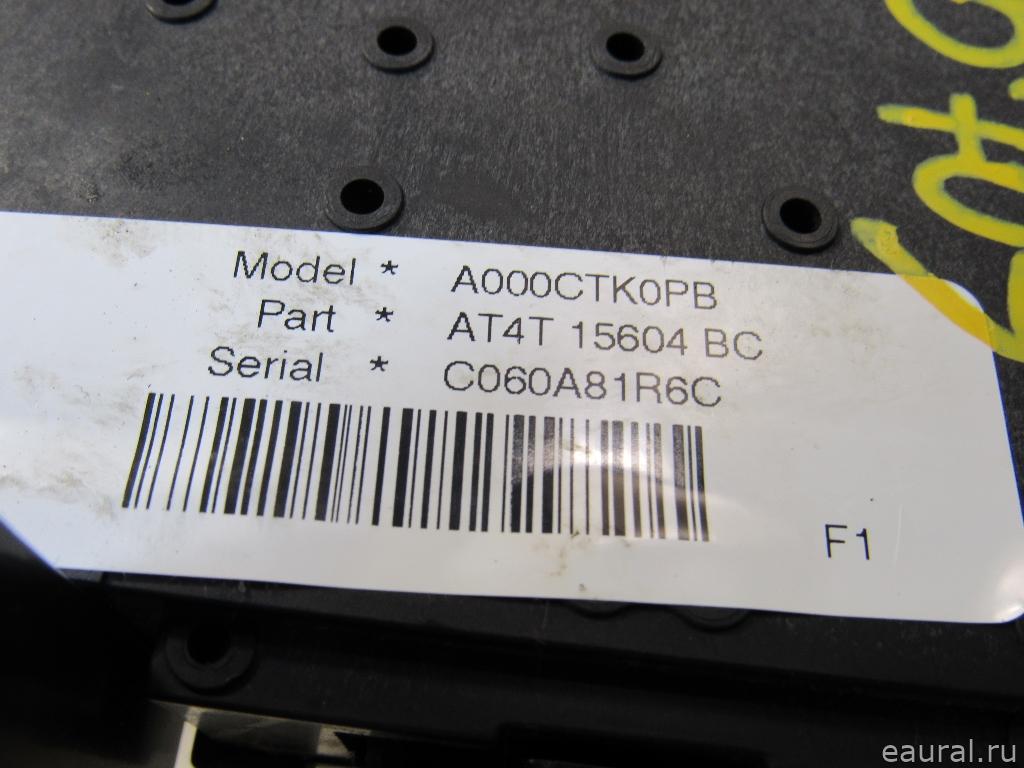 Model * A000CTK0PB
Part * AT4T 15604 BC
Serial * C060A81R6C
F1
eaural.ru